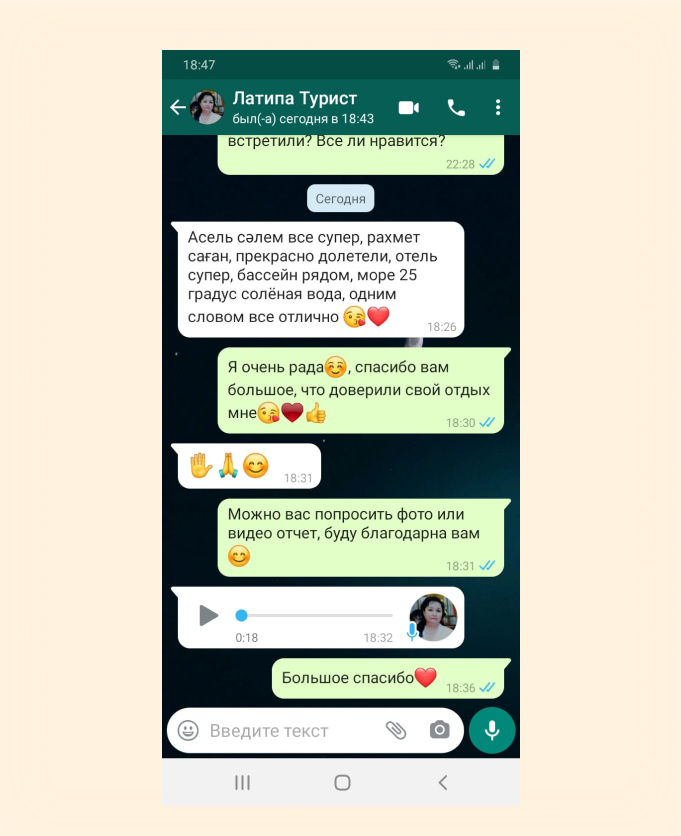 18:47
Латипа Турист
был(-а) сегодня в 18:43
встретили? Все ли нравится?
22:28
Сегодня
Асель сәлем все супер, рахмет
саған, прекрасно долетели, отель
супер, бассейн рядом, море 25
градус солёная вода, одним
словом все отлично 😘❤️
18:26
Я очень рада☺️, спасибо вам
большое, что доверили свой отдых
мне😘♥️👍
18:30
✋🙏😊
18:31
Можно вас попросить фото или
видео отчет, буду благодарна вам
😊
18:31
0:18
18:32
Большое спасибо❤️
18:36
Введите текст